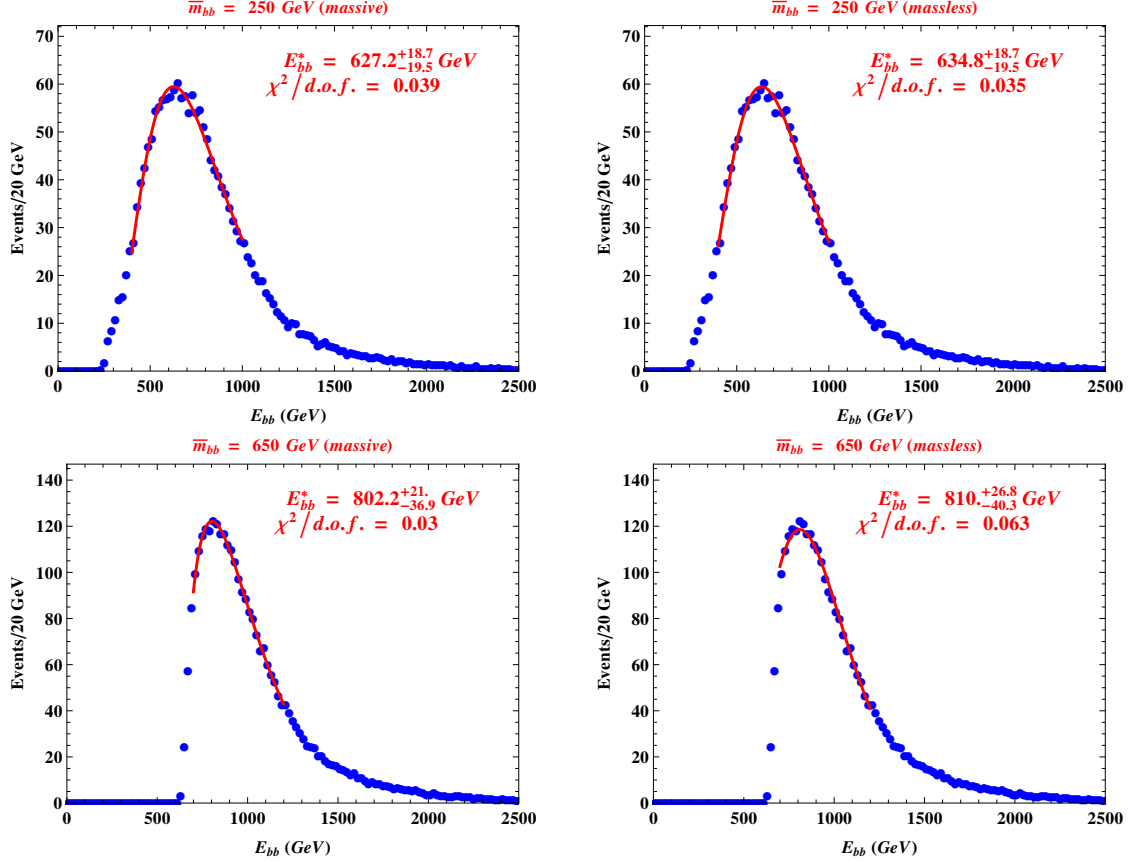 m̅bb = 250 GeV (massive)
E*bb = 627.2+18.7−19.5 GeV
χ2/d.o.f. = 0.039
Events/20 GeV
70
60
50
40
30
20
10
0
0 500 1000 1500 2000 2500
Ebb (GeV)
m̅bb = 250 GeV (massless)
E*bb = 634.8+18.7−19.5 GeV
χ2/d.o.f. = 0.035
Events/20 GeV
70
60
50
40
30
20
10
0
0 500 1000 1500 2000 2500
Ebb (GeV)
m̅bb = 650 GeV (massive)
E*bb = 802.2+21.−36.9 GeV
χ2/d.o.f. = 0.03
Events/20 GeV
140
120
100
80
60
40
20
0
0 500 1000 1500 2000 2500
Ebb (GeV)
m̅bb = 650 GeV (massless)
E*bb = 810.+26.8−40.3 GeV
χ2/d.o.f. = 0.063
Events/20 GeV
140
120
100
80
60
40
20
0
0 500 1000 1500 2000 2500
Ebb (GeV)